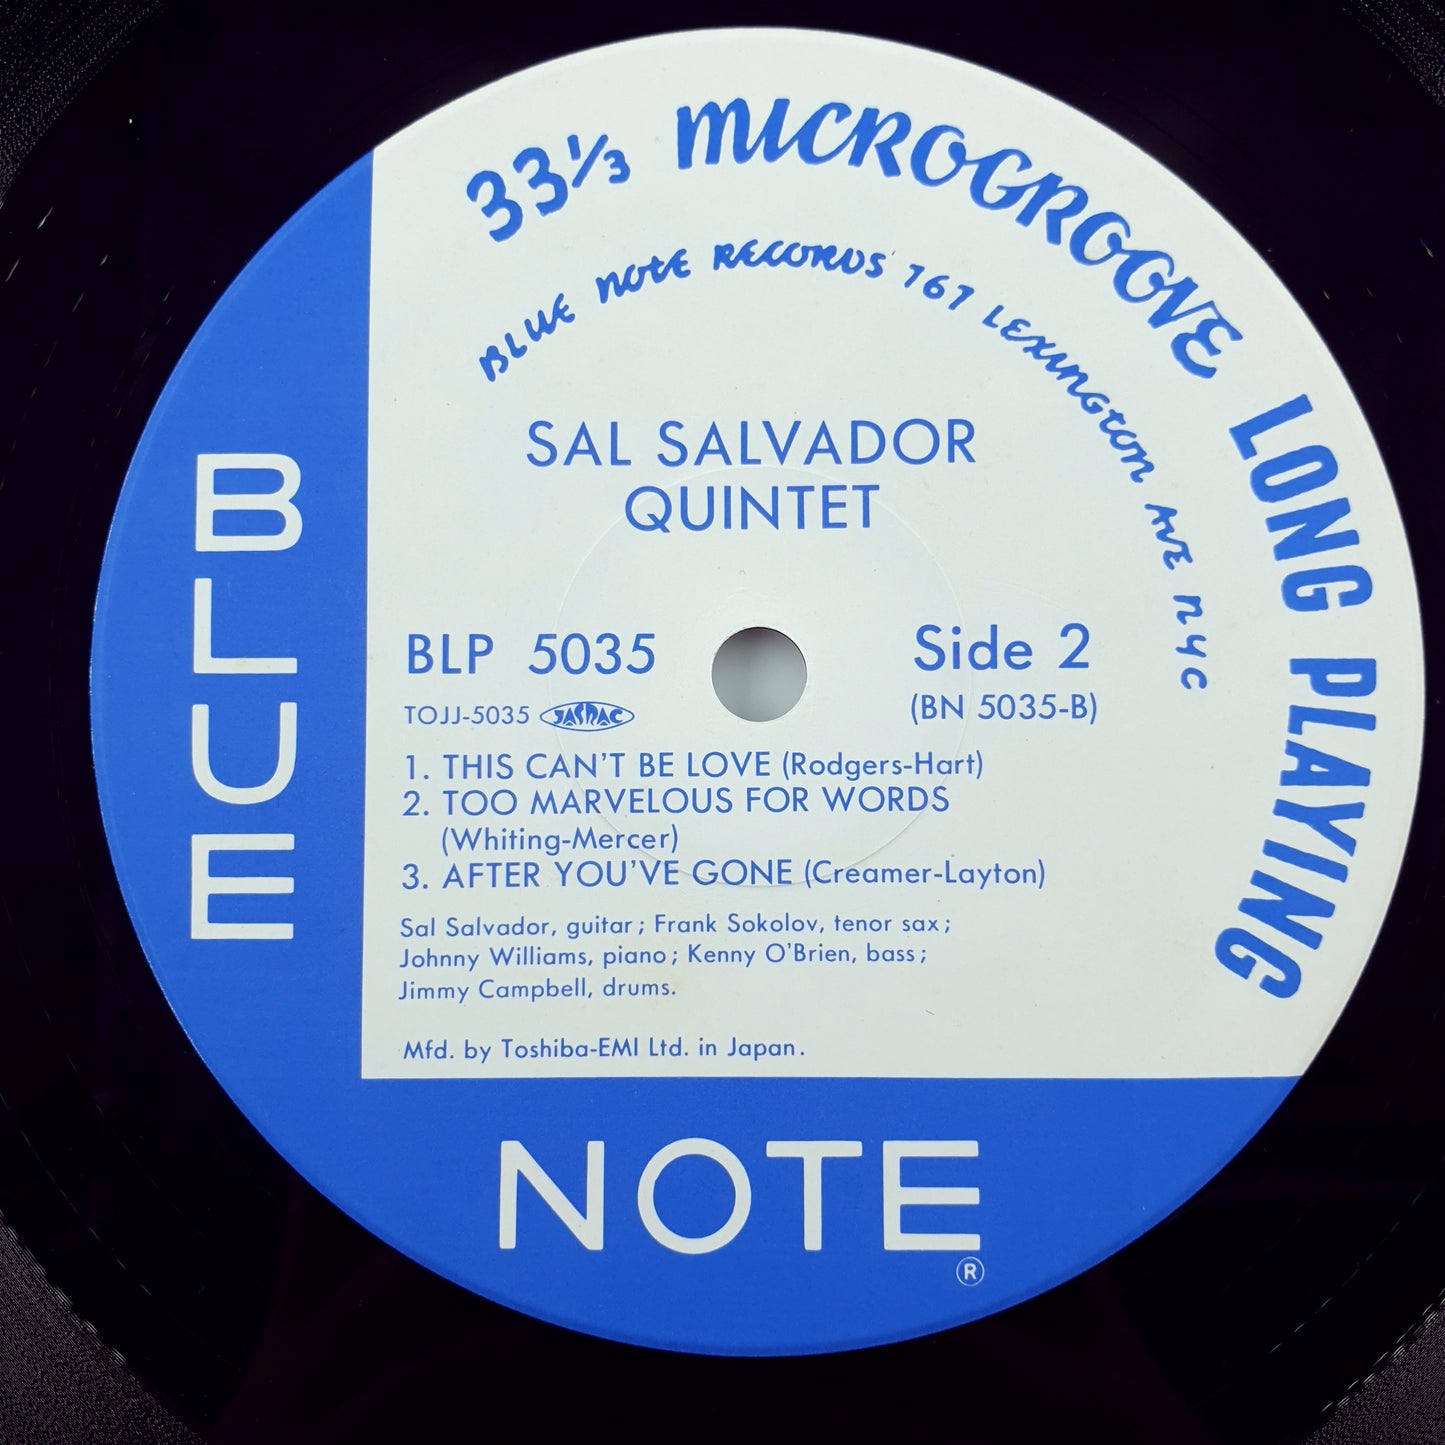 33⅓ MICROGROOVE LONG PLAYING
BLUE NOTE RECORDS 767 LEXINGTON AVE NYC
SAL SALVADOR
QUINTET
BLP 5035
Side 2
TOJJ-5035 JASRAC
(BN 5035-B)
1. THIS CAN'T BE LOVE (Rodgers-Hart)
2. TOO MARVELOUS FOR WORDS
(Whiting-Mercer)
3. AFTER YOU'VE GONE (Creamer-Layton)
Sal Salvador, guitar; Frank Sokolov, tenor sax;
Johnny Williams, piano; Kenny O'Brien, bass;
Jimmy Campbell, drums.
Mfd. by Toshiba-EMI Ltd. in Japan.
BLUE
NOTE®